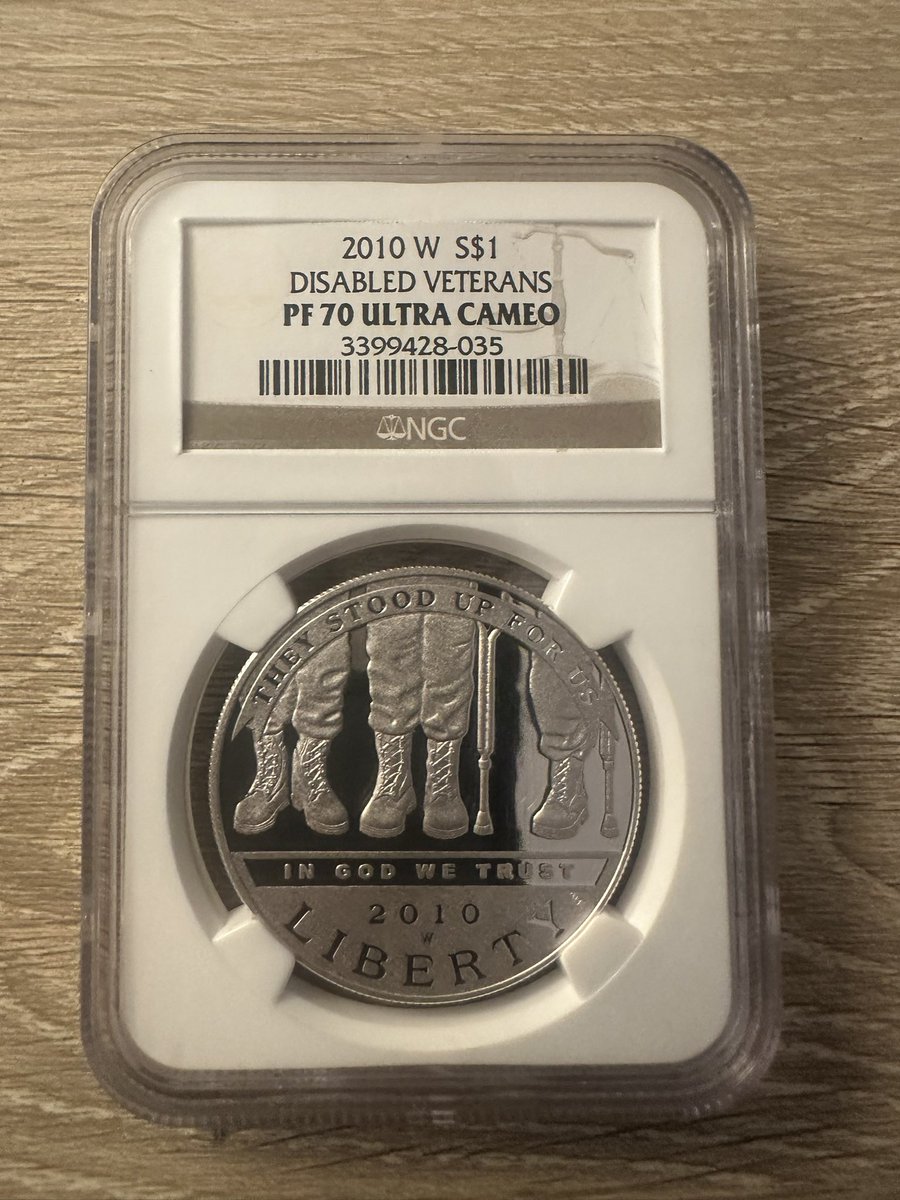 2010 W S$1
DISABLED VETERANS
PF 70 ULTRA CAMEO
3399428-035
NGC
THEY STOOD UP FOR US
IN GOD WE TRUST
2010
W
LIBERTY